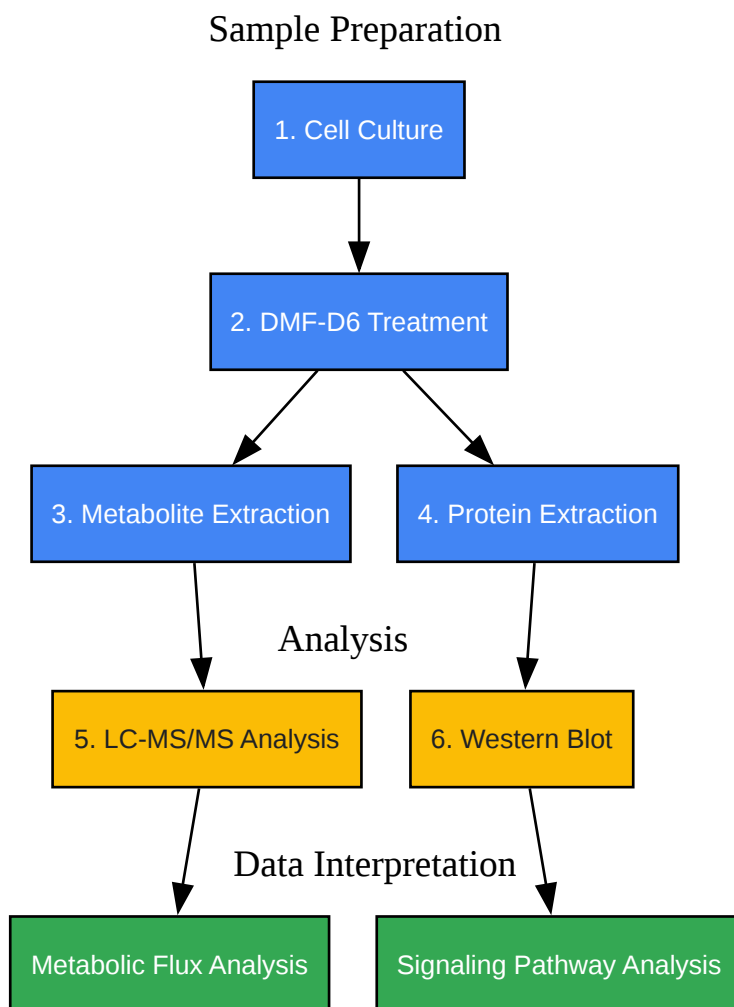 Sample Preparation
1. Cell Culture
2. DMF-D6 Treatment
3. Metabolite Extraction
4. Protein Extraction
Analysis
5. LC-MS/MS Analysis
6. Western Blot
Data Interpretation
Metabolic Flux Analysis
Signaling Pathway Analysis